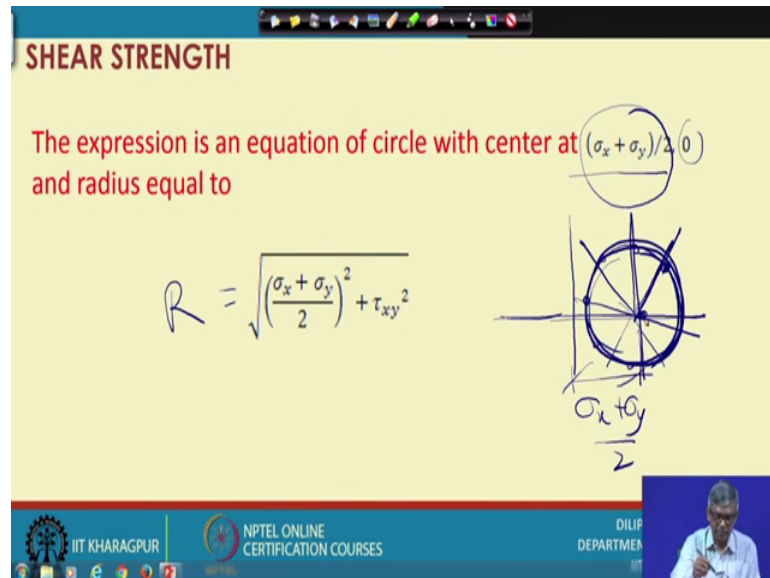 SHEAR STRENGTH
The expression is an equation of circle with center at (σx + σy)/2, 0)
and radius equal to
R = √((σx + σy)/2)² + τxy²
σx + σy
2
IIT KHARAGPUR
NPTEL ONLINE
CERTIFICATION COURSES
DILIP
DEPARTMEN